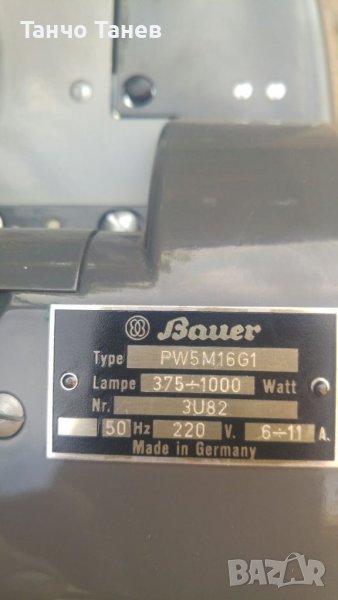 Танчо Танев
Bauer
Type PW5M16G1
Lampe 375÷1000 Watt
Nr. 3U82
50 Hz 220 V. 6÷11 A.
Made in Germany
BAZAR